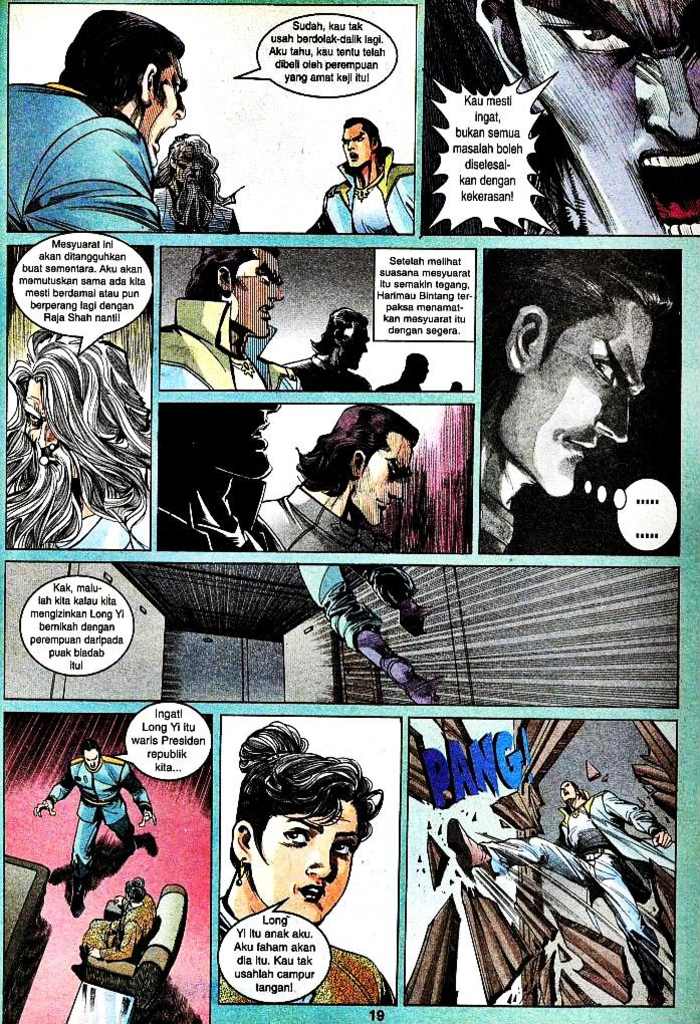 Sudah, kau tak
usah berdolak-dalik lagi.
Aku tahu, kau tentu telah
dibeli oleh perempuan
yang amat keji itu!
Kau mesti
ingat,
bukan semua
masalah boleh
diselesai-
kan dengan
kekerasan!
Mesyuarat ini
akan ditangguhkan
buat sementara. Aku akan
memutuskan sama ada kita
mesti berdamai atau pun
berperang lagi dengan
Raja Shah nanti!
Setelah melihat
suasana mesyuarat
itu semakin tegang,
Harimau Bintang ter-
paksa menamat-
kan mesyuarat itu
dengan segera.
.....
.....
Kak, malu-
lah kita kalau kita
mengizinkan Long Yi
bernikah dengan
perempuan daripada
puak biadab
itu!
Ingat!
Long Yi itu
waris Presiden
republik
kita...
Long
Yi itu anak aku.
Aku faham akan
dia itu. Kau tak
usahlah campur
tangan!
PANG!
19